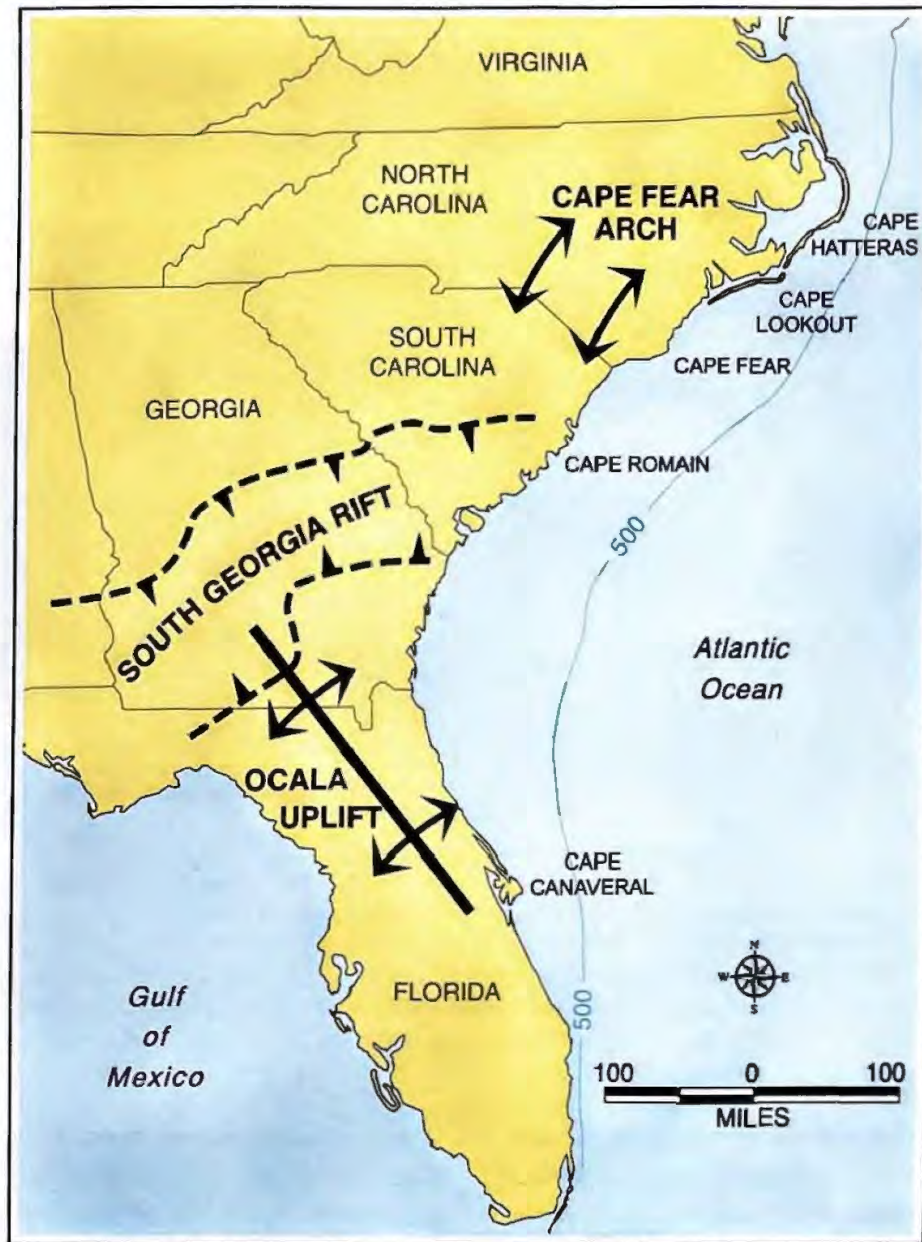 VIRGINIA
NORTH
CAROLINA
CAPE FEAR
ARCH
CAPE
HATTERAS
CAPE
LOOKOUT
SOUTH
CAROLINA
CAPE FEAR
GEORGIA
CAPE ROMAIN
SOUTH GEORGIA RIFT
500
Atlantic
Ocean
OCALA
UPLIFT
CAPE
CANAVERAL
FLORIDA
Gulf
of
Mexico
500
N
W E
S
100 0 100
MILES